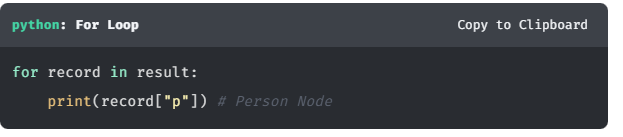 python: For Loop
Copy to Clipboard
for record in result:
    print(record["p"]) # Person Node